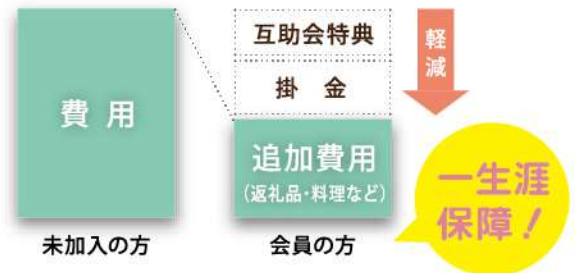 費用
未加入の方
互助会特典
掛金
追加費用
(返礼品・料理など)
会員の方
軽減
一生涯
保障!